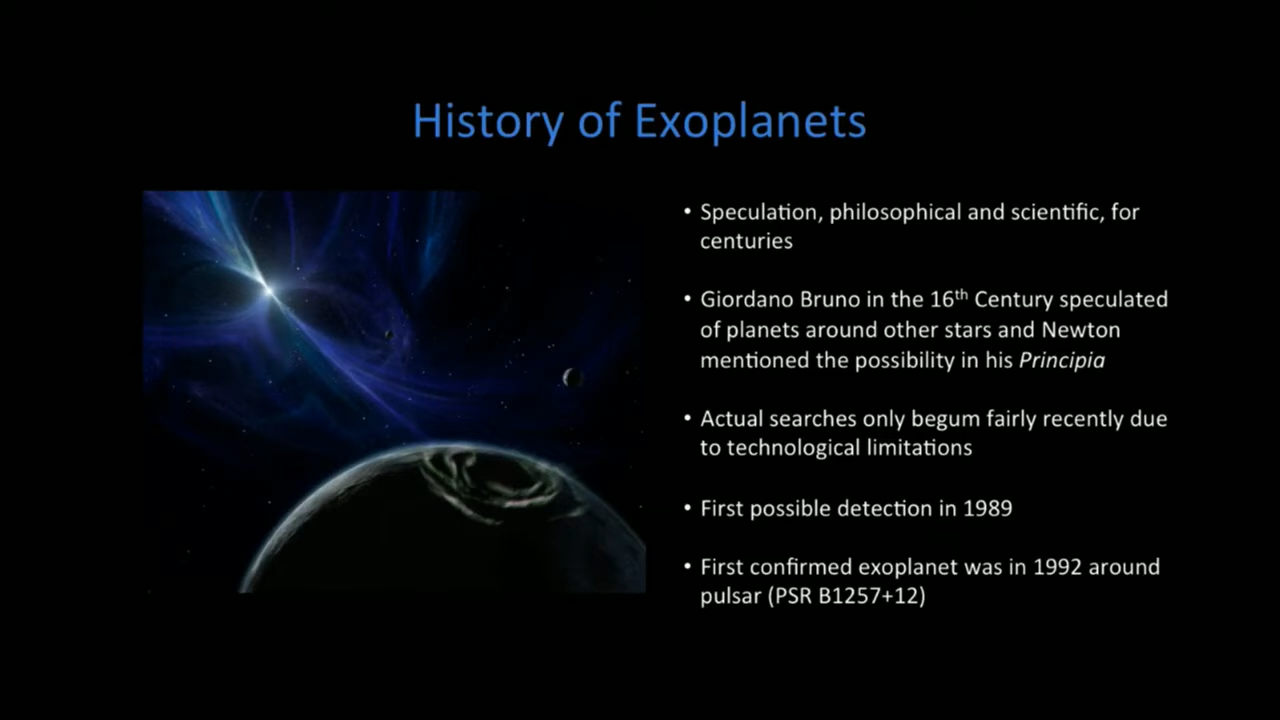 History of Exoplanets
• Speculation, philosophical and scientific, for
centuries
• Giordano Bruno in the 16th Century speculated
of planets around other stars and Newton
mentioned the possibility in his Principia
• Actual searches only begum fairly recently due
to technological limitations
• First possible detection in 1989
• First confirmed exoplanet was in 1992 around
pulsar (PSR B1257+12)